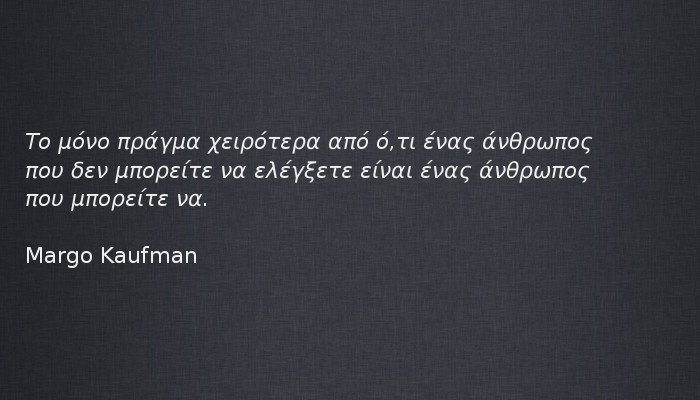 Το μόνο πράγμα χειρότερα από ό,τι ένας άνθρωπος
που δεν μπορείτε να ελέγξετε είναι ένας άνθρωπος
που μπορείτε να.
Margo Kaufman